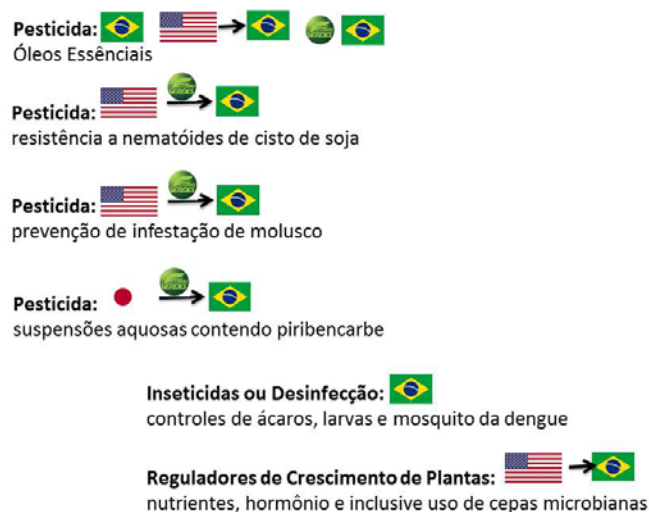 Pesticida:
Óleos Essênciais
Pesticida:
resistência a nematóides de cisto de soja
Pesticida:
prevenção de infestação de molusco
Pesticida:
suspensões aquosas contendo piribencarbe
Inseticidas ou Desinfecção:
controles de ácaros, larvas e mosquito da dengue
Reguladores de Crescimento de Plantas:
nutrientes, hormônio e inclusive uso de cepas microbianas